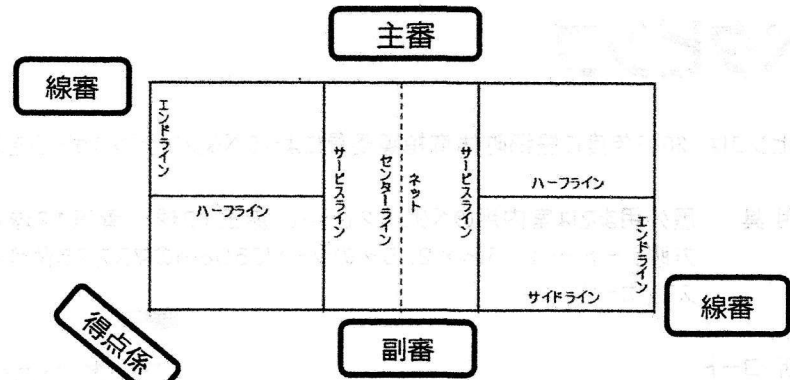 主審
線審
エンドライン
サービスライン
センターライン
ネット
サービスライン
ハーフライン
ハーフライン
エンドライン
サイドライン
線審
得点係
副審